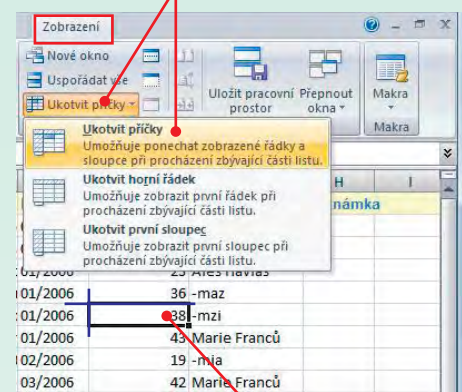 Zobrazení
Nové okno
Uspořádat vše
Ukotvit příčky
Uložit pracovní prostor
Přepnout okna
Makra
Makra
Ukotvit příčky
Umožňuje ponechat zobrazené řádky a
sloupce při procházení zbývající části listu.
Ukotvit horní řádek
Umožňuje zobrazit první řádek při
procházení zbývající části listu.
Ukotvit první sloupec
Umožňuje zobrazit první sloupec při
procházení zbývající části listu.
H I
námka
01/2006 23
01/2006 36 -maz
01/2006 38 -mzi
01/2006 43 Marie Franců
02/2006 19 -mia
03/2006 42 Marie Franců